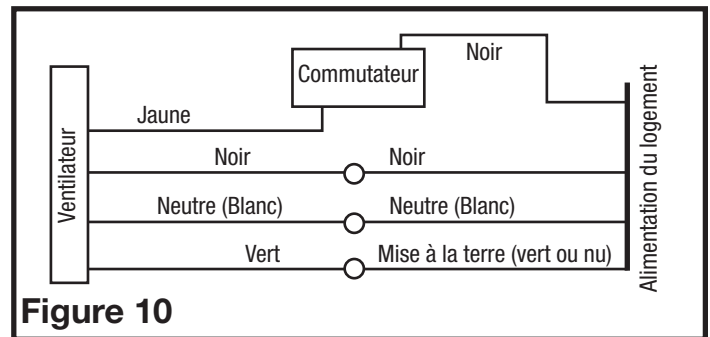 Noir
Commutateur
Jaune
Noir Noir
Neutre (Blanc) Neutre (Blanc)
Vert Mise à la terre (vert ou nu)
Ventilateur
Alimentation du logement
Figure 10